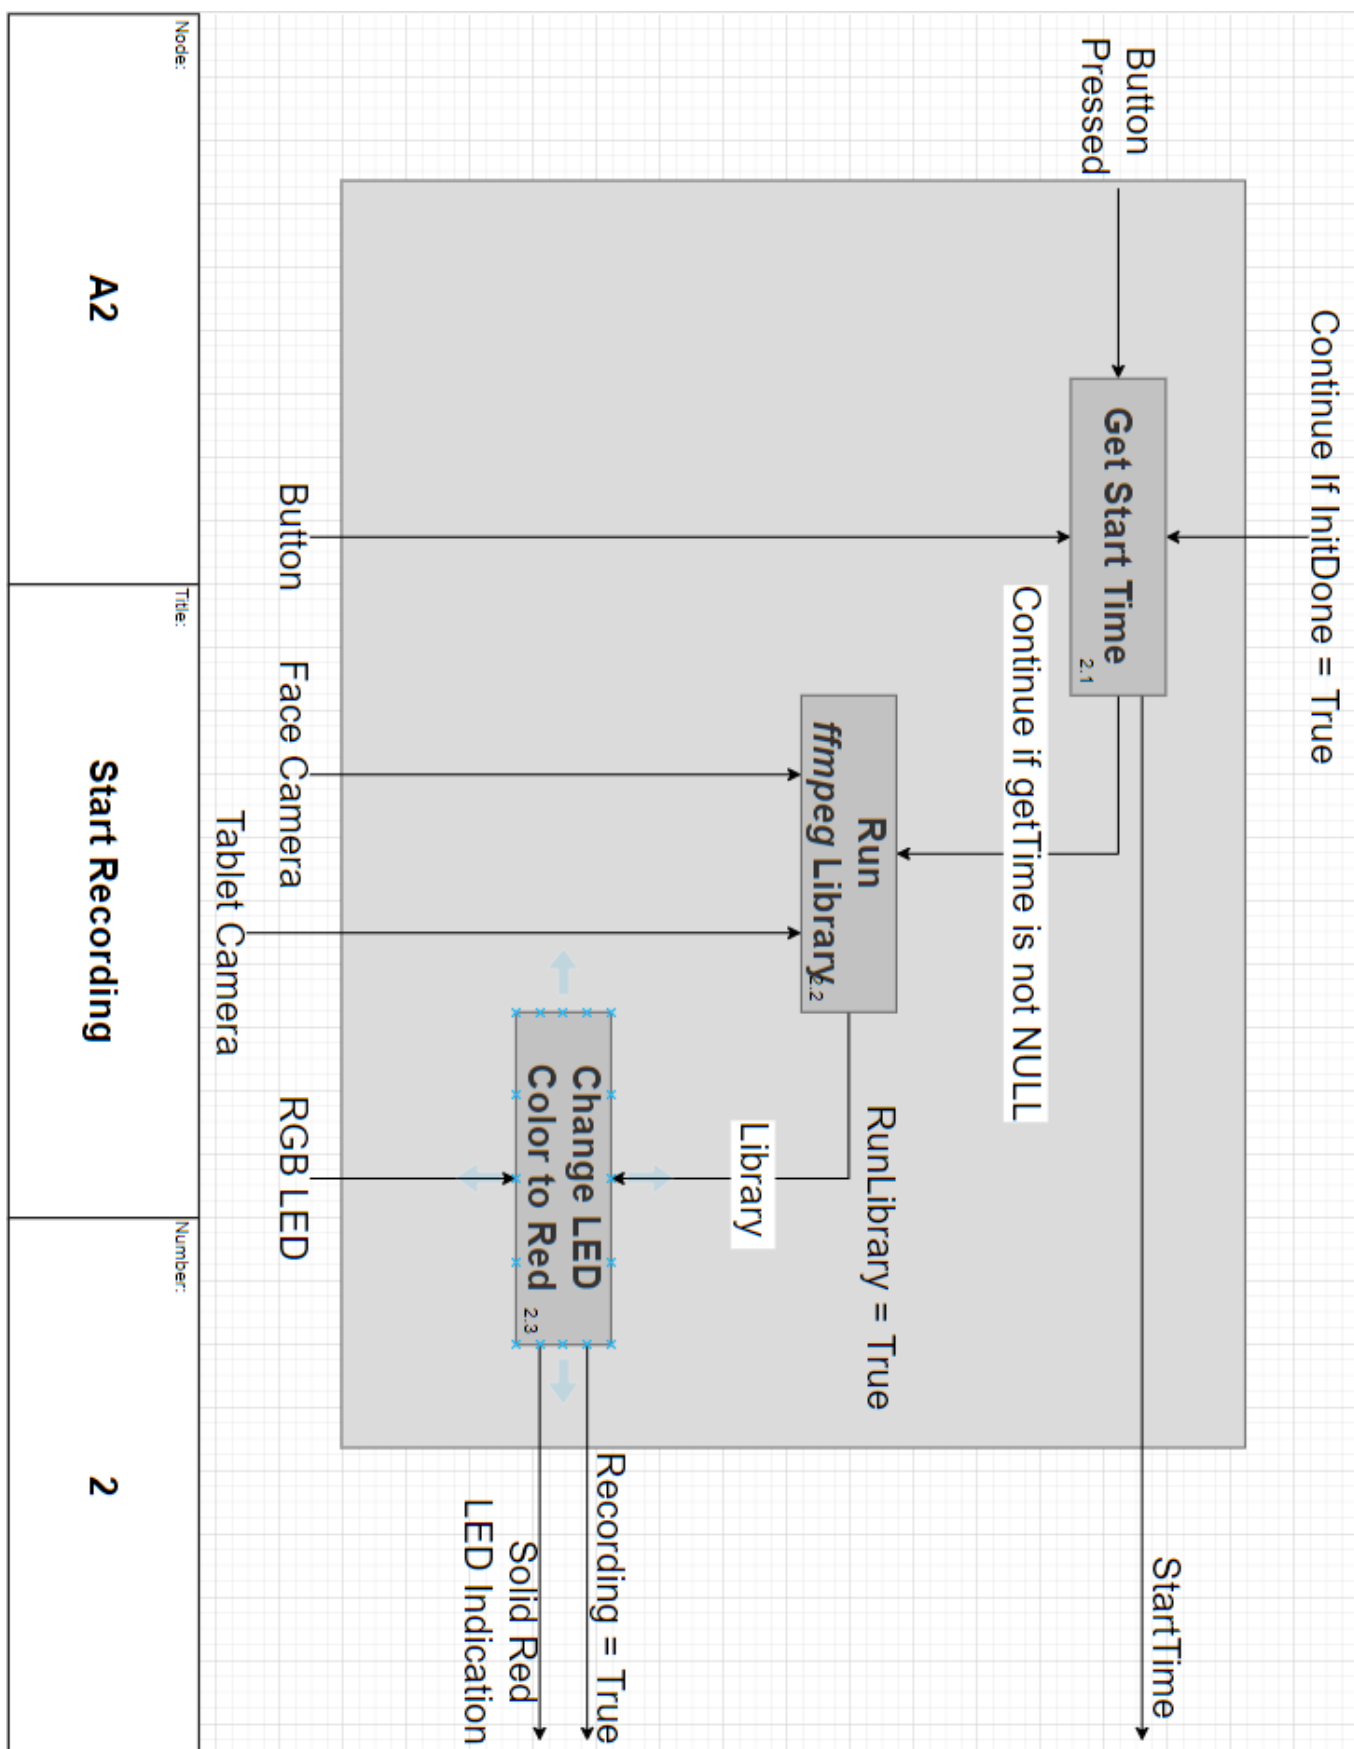 Continue If InitDone = True
Button
Pressed
Get Start Time
2.1
StartTime
Continue if getTime is not NULL
Run
ffmpeg Library
2.2
RunLibrary = True
Library
Change LED
Color to Red
2.3
Recording = True
Solid Red
LED Indication
Button
Face Camera
RGB LED
Tablet Camera
Node:
A2
Title:
Start Recording
Number:
2